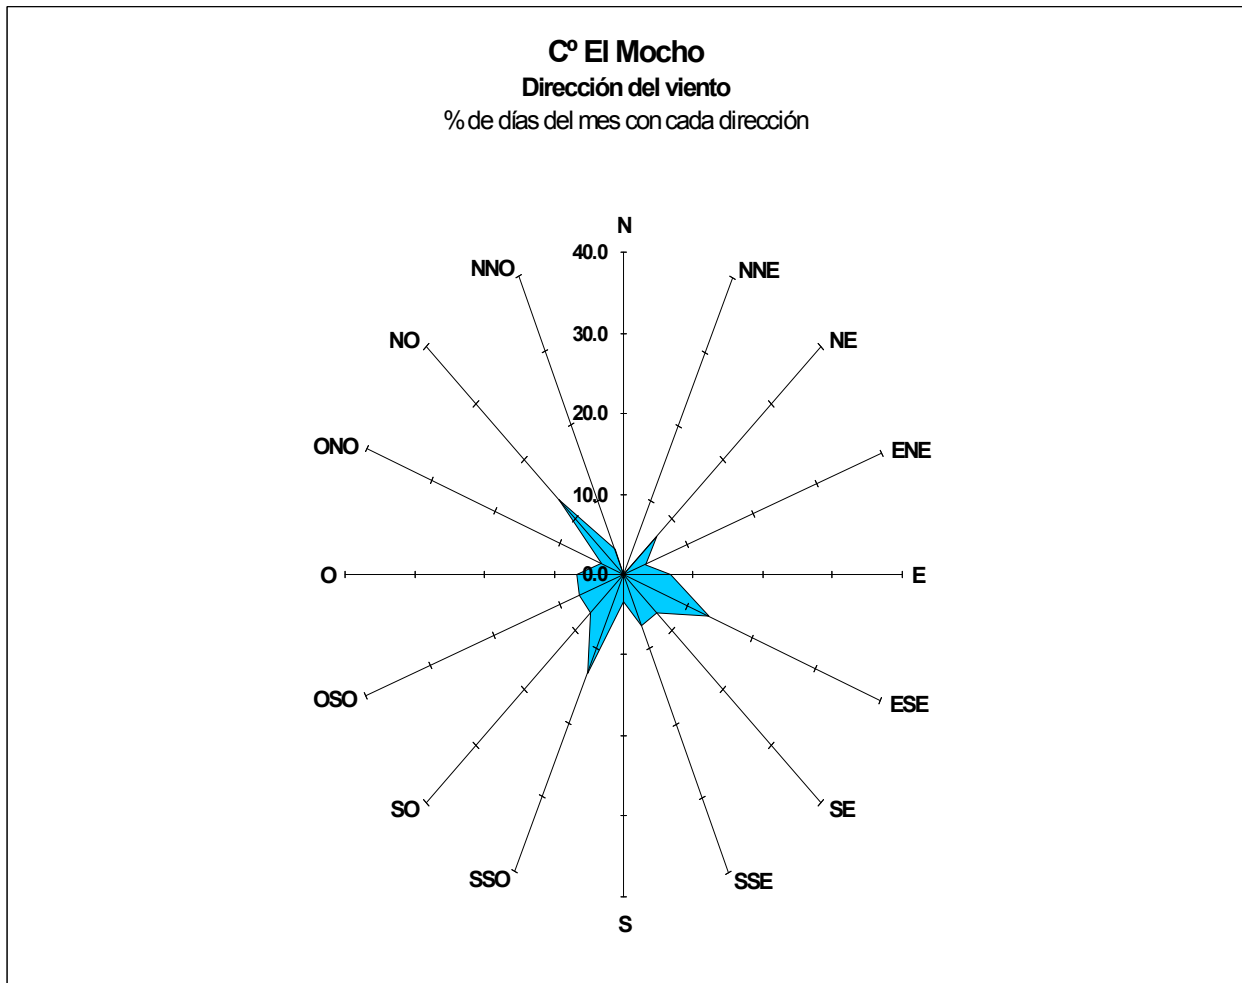 Cº El Mocho
Dirección del viento
% de días del mes con cada dirección
N
40.0
NNO
NNE
30.0
NO
NE
20.0
ONO
ENE
10.0
O
0.0
E
OSO
ESE
SO
SE
SSO
SSE
S